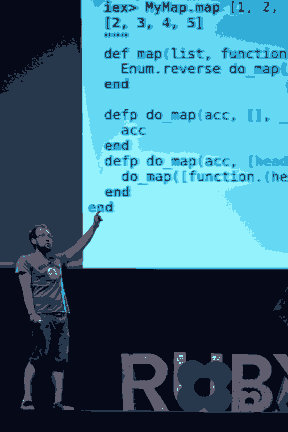 iex> MyMap.map [1, 2,
[2, 3, 4, 5]
"""
def map(list, function
Enum.reverse do_map(
end
defp do_map(acc, [], _
acc
end
defp do_map(acc, [head
do_map([function.(he
end
end
RUBY